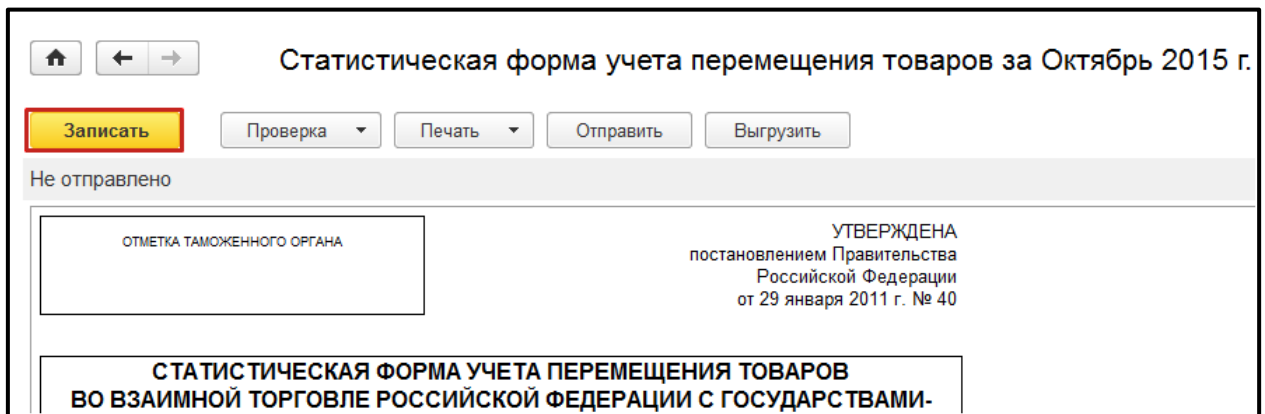 Статистическая форма учета перемещения товаров за Октябрь 2015 г.
Записать Проверка Печать Отправить Выгрузить
Не отправлено
ОТМЕТКА ТАМОЖЕННОГО ОРГАНА
УТВЕРЖДЕНА
постановлением Правительства
Российской Федерации
от 29 января 2011 г. № 40
СТАТИСТИЧЕСКАЯ ФОРМА УЧЕТА ПЕРЕМЕЩЕНИЯ ТОВАРОВ
ВО ВЗАИМНОЙ ТОРГОВЛЕ РОССИЙСКОЙ ФЕДЕРАЦИИ С ГОСУДАРСТВАМИ-